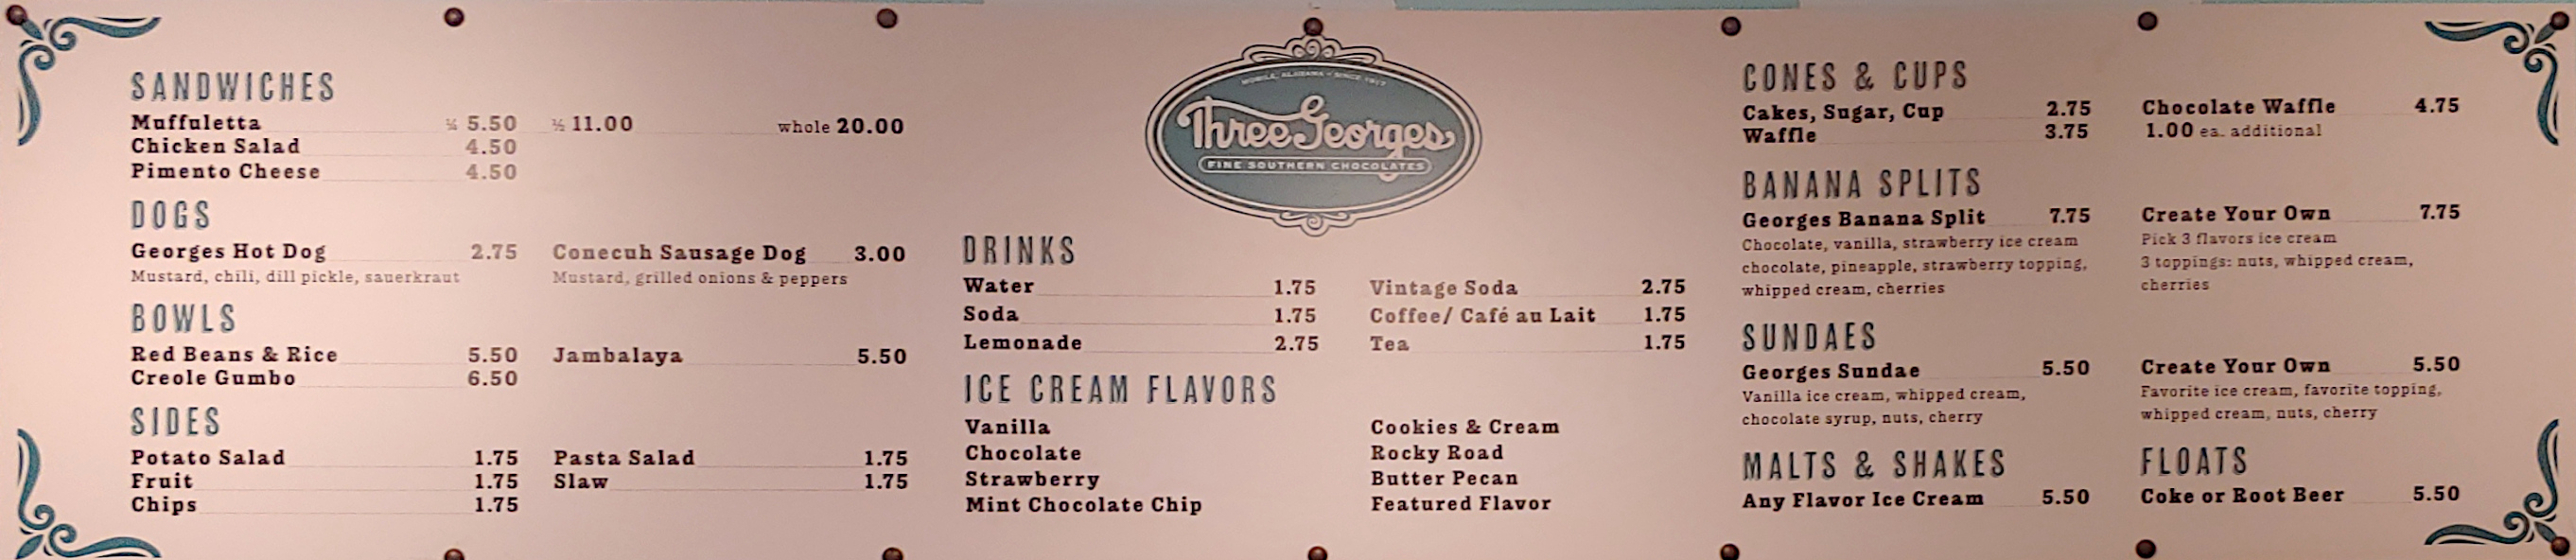 SANDWICHES
Muffuletta ¼ 5.50 ½ 11.00 whole 20.00
Chicken Salad 4.50
Pimento Cheese 4.50
DOGS
Georges Hot Dog 2.75 Conecuh Sausage Dog 3.00
Mustard, chili, dill pickle, sauerkraut Mustard, grilled onions & peppers
BOWLS
Red Beans & Rice 5.50 Jambalaya 5.50
Creole Gumbo 6.50
SIDES
Potato Salad 1.75 Pasta Salad 1.75
Fruit 1.75 Slaw 1.75
Chips 1.75
MOBILE, ALABAMA • SINCE 1917
Three Georges
FINE SOUTHERN CHOCOLATES
DRINKS
Water 1.75 Vintage Soda 2.75
Soda 1.75 Coffee/ Café au Lait 1.75
Lemonade 2.75 Tea 1.75
ICE CREAM FLAVORS
Vanilla Cookies & Cream
Chocolate Rocky Road
Strawberry Butter Pecan
Mint Chocolate Chip Featured Flavor
CONES & CUPS
Cakes, Sugar, Cup 2.75 Chocolate Waffle 4.75
Waffle 3.75 1.00 ea. additional
BANANA SPLITS
Georges Banana Split 7.75
Chocolate, vanilla, strawberry ice cream
chocolate, pineapple, strawberry topping,
whipped cream, cherries
Create Your Own 7.75
Pick 3 flavors ice cream
3 toppings: nuts, whipped cream,
cherries
SUNDAES
Georges Sundae 5.50
Vanilla ice cream, whipped cream,
chocolate syrup, nuts, cherry
Create Your Own 5.50
Favorite ice cream, favorite topping,
whipped cream, nuts, cherry
MALTS & SHAKES
Any Flavor Ice Cream 5.50
FLOATS
Coke or Root Beer 5.50